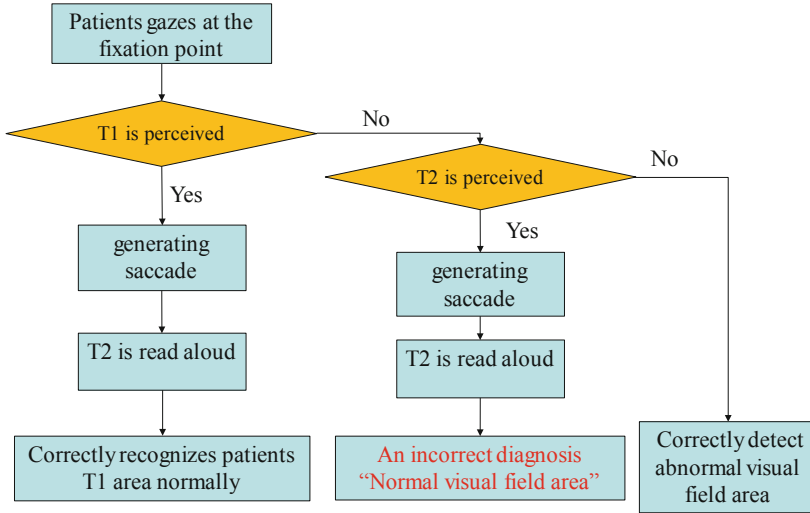 Patients gazes at the
fixation point
T1 is perceived
No
Yes
generating
saccade
T2 is read aloud
Correctly recognizes patients
T1 area normally
T2 is perceived
No
Yes
generating
saccade
T2 is read aloud
An incorrect diagnosis
“Normal visual field area”
Correctly detect
abnormal visual
field area